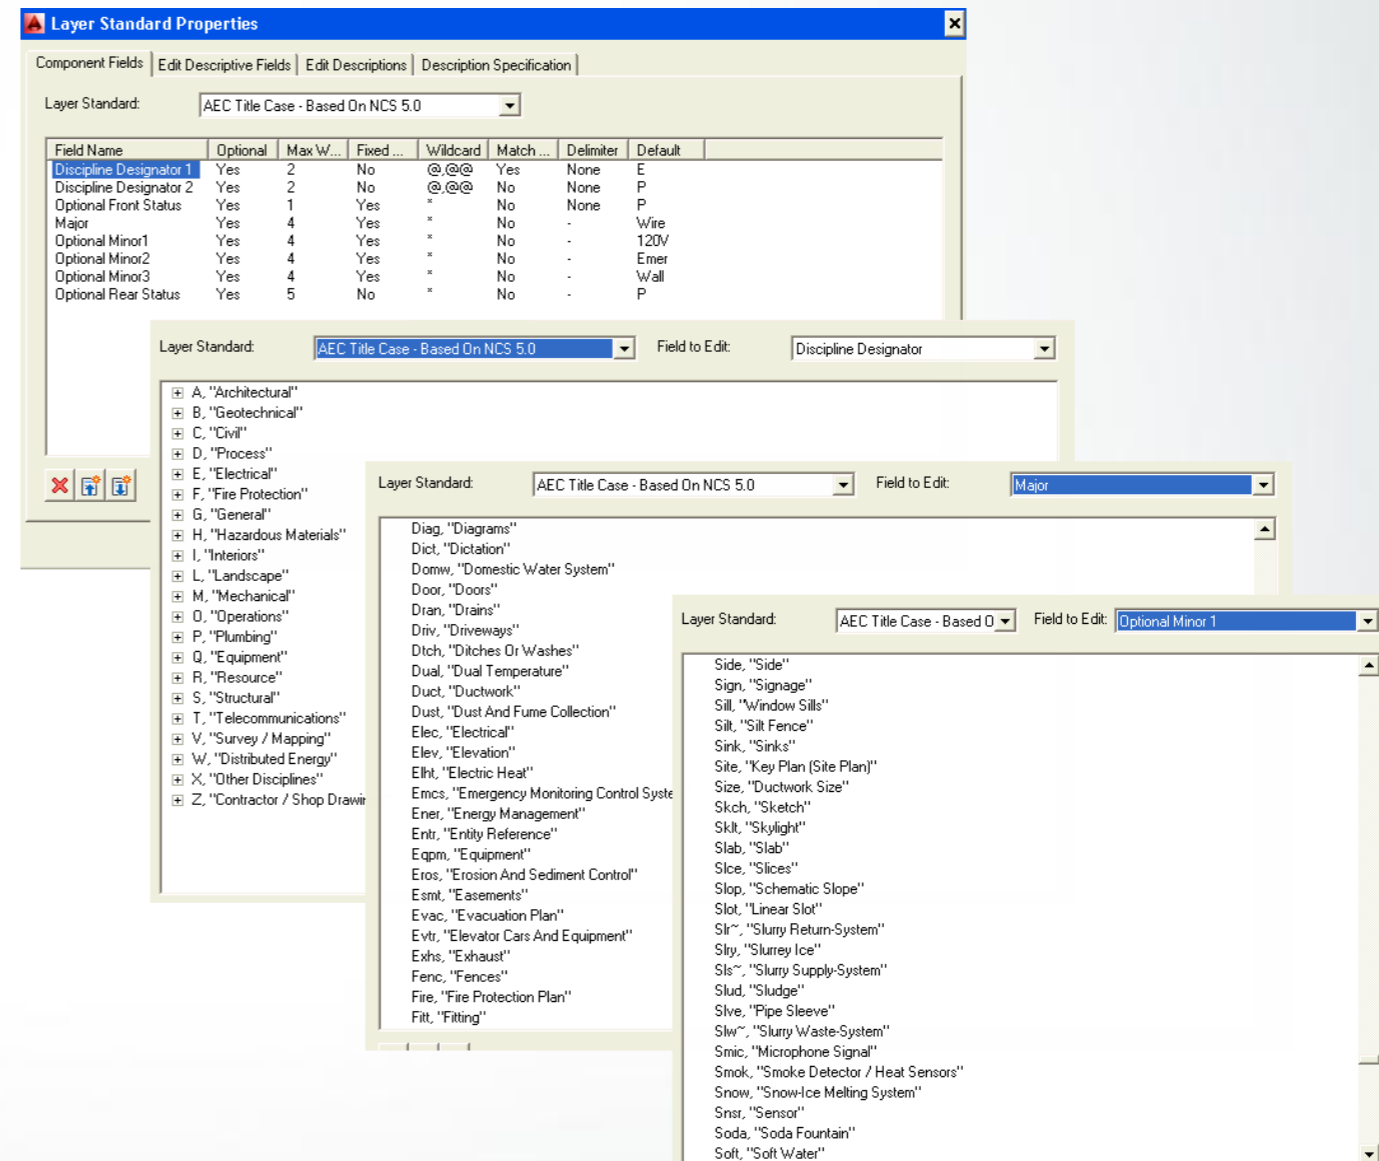 Layer Standard Properties
Component Fields Edit Descriptive Fields Edit Descriptions Description Specification
Layer Standard: AEC Title Case - Based On NCS 5.0
Field Name Optional Max W... Fixed ... Wildcard Match ... Delimiter Default
Discipline Designator 1 Yes 2 No @,@@ Yes None E
Discipline Designator 2 Yes 2 No @,@@ No None P
Optional Front Status Yes 1 Yes * No None P
Major Yes 4 Yes * No - Wire
Optional Minor1 Yes 4 Yes * No - 120V
Optional Minor2 Yes 4 Yes * No - Emer
Optional Minor3 Yes 4 Yes * No - Wall
Optional Rear Status Yes 5 No * No - P
Layer Standard: AEC Title Case - Based On NCS 5.0 Field to Edit: Discipline Designator
A, "Architectural"
B, "Geotechnical"
C, "Civil"
D, "Process"
E, "Electrical"
F, "Fire Protection"
G, "General"
H, "Hazardous Materials"
I, "Interiors"
L, "Landscape"
M, "Mechanical"
O, "Operations"
P, "Plumbing"
Q, "Equipment"
R, "Resource"
S, "Structural"
T, "Telecommunications"
V, "Survey / Mapping"
W, "Distributed Energy"
X, "Other Disciplines"
Z, "Contractor / Shop Drawin
Layer Standard: AEC Title Case - Based On NCS 5.0 Field to Edit: Major
Diag, "Diagrams"
Dict, "Dictation"
Domw, "Domestic Water System"
Door, "Doors"
Dran, "Drains"
Driv, "Driveways"
Dtch, "Ditches Or Washes"
Dual, "Dual Temperature"
Duct, "Ductwork"
Dust, "Dust And Fume Collection"
Elec, "Electrical"
Elev, "Elevation"
Elht, "Electric Heat"
Emcs, "Emergency Monitoring Control Syste
Ener, "Energy Management"
Entr, "Entity Reference"
Eqpm, "Equipment"
Eros, "Erosion And Sediment Control"
Esmt, "Easements"
Evac, "Evacuation Plan"
Evtr, "Elevator Cars And Equipment"
Exhs, "Exhaust"
Fenc, "Fences"
Fire, "Fire Protection Plan"
Fitt, "Fitting"
Layer Standard: AEC Title Case - Based O Field to Edit: Optional Minor 1
Side, "Side"
Sign, "Signage"
Sill, "Window Sills"
Silt, "Silt Fence"
Sink, "Sinks"
Site, "Key Plan (Site Plan)"
Size, "Ductwork Size"
Skch, "Sketch"
Sklt, "Skylight"
Slab, "Slab"
Slce, "Slices"
Slop, "Schematic Slope"
Slot, "Linear Slot"
Slr~, "Slurry Return-System"
Slry, "Slurrey Ice"
Sls~, "Slurry Supply-System"
Slud, "Sludge"
Slve, "Pipe Sleeve"
Slw~, "Slurry Waste-System"
Smic, "Microphone Signal"
Smok, "Smoke Detector / Heat Sensors"
Snow, "Snow-Ice Melting System"
Snsr, "Sensor"
Soda, "Soda Fountain"
Soft, "Soft Water"